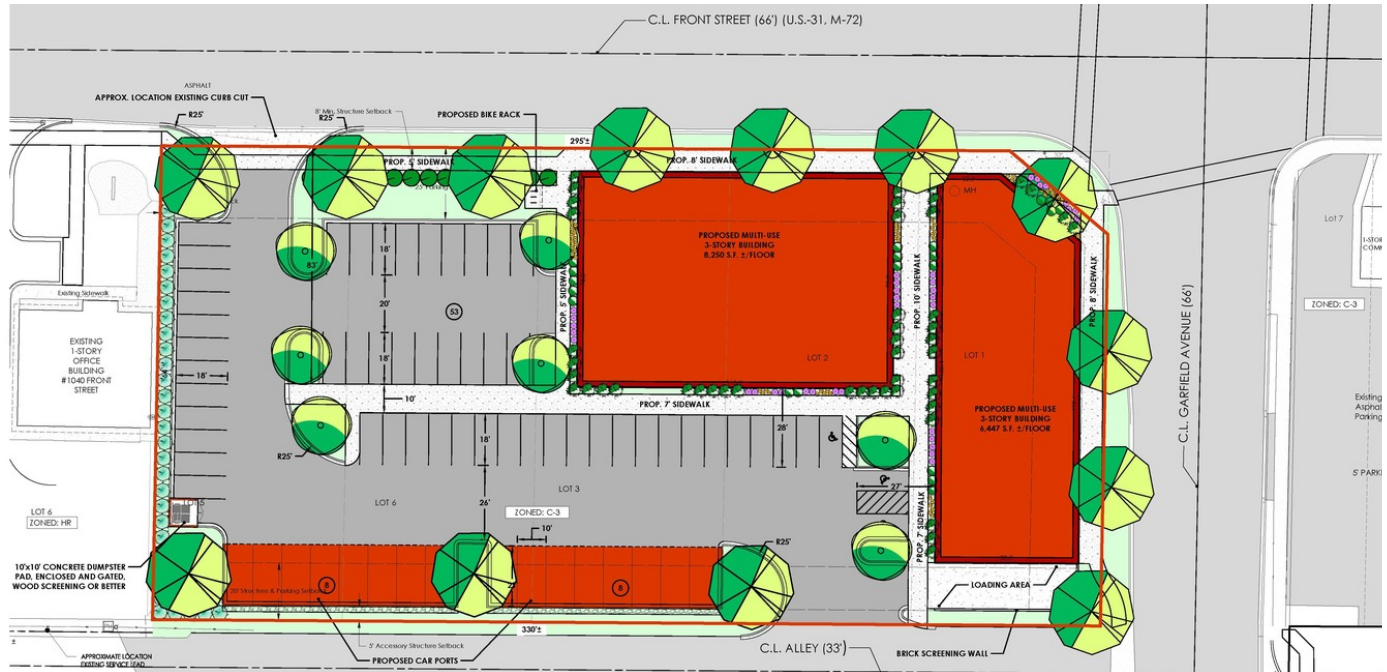 C.L. FRONT STREET (66') (U.S.-31, M-72)
ASPHALT
APPROX. LOCATION EXISTING CURB CUT
R25'
R25'
8' Min. Structure Setback
PROPOSED BIKE RACK
295'±
PROP. 5' SIDEWALK
PROP. 8' SIDEWALK
MH
LOT 7
83'
18'
20'
18'
53
PROP. 5' SIDEWALK
PROPOSED MULTI-USE
3-STORY BUILDING
8,250 S.F. ±/FLOOR
LOT 2
PROP. 10' SIDEWALK
LOT 1
PROP. 8' SIDEWALK
C.L. GARFIELD AVENUE (66')
ZONED: C-3
Existing Sidewalk
EXISTING
1-STORY
OFFICE
BUILDING
#1040 FRONT
STREET
18'
10'
PROP. 7' SIDEWALK
PROPOSED MULTI-USE
3-STORY BUILDING
6,447 S.F. ±/FLOOR
Existing
Asphalt
Parking
R25'
18'
28'
26'
27'
LOT 6
LOT 3
ZONED: C-3
10'
LOT 6
ZONED: HR
PROP. 7' SIDEWALK
10'x10' CONCRETE DUMPSTER
PAD, ENCLOSED AND GATED,
WOOD SCREENING OR BETTER
8
8
R25'
LOADING AREA
330'±
5' Accessory Structure Setback
PROPOSED CAR PORTS
C.L. ALLEY (33')
BRICK SCREENING WALL
APPROXIMATE LOCATION
EXISTING SERVICE LEAD